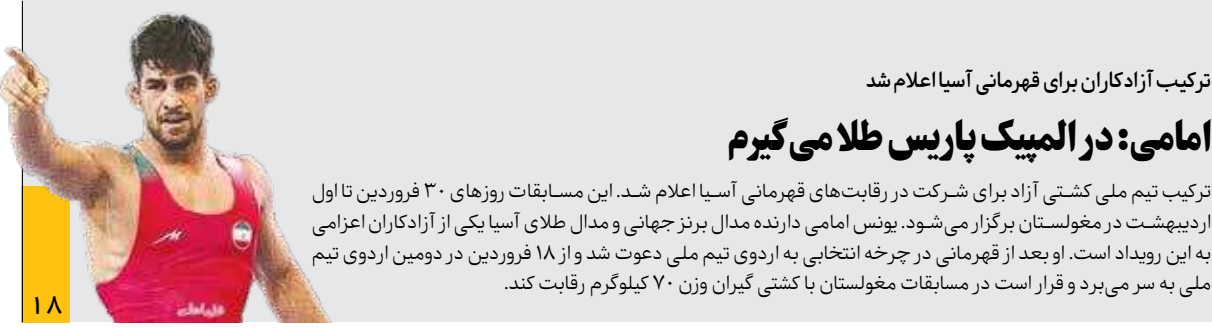 ترکیب آزادکاران برای قهرمانی آسیا اعلام شد
امامی: در المپیک پاریس طلا می‌گیرم
ترکیب تیم ملی کشتی آزاد برای شرکت در رقابت‌های قهرمانی آسیا اعلام شد. این مسابقات روزهای ۳۰ فروردین تا اول
اردیبهشت در مغولستان برگزار می‌شود. یونس امامی دارنده مدال برنز جهانی و مدال طلای آسیا یکی از آزادکاران اعزامی
به این رویداد است. او بعد از قهرمانی در چرخه انتخابی به اردوی تیم ملی دعوت شد و از ۱۸ فروردین در دومین اردوی تیم
ملی به سر می‌برد و قرار است در مسابقات مغولستان با کشتی گیران وزن ۷۰ کیلوگرم رقابت کند.
۱۸